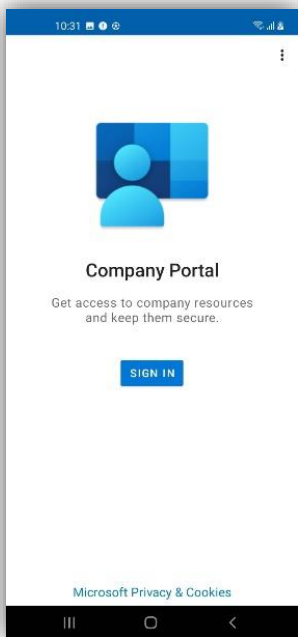 10:31
Company Portal
Get access to company resources
and keep them secure.
SIGN IN
Microsoft Privacy & Cookies